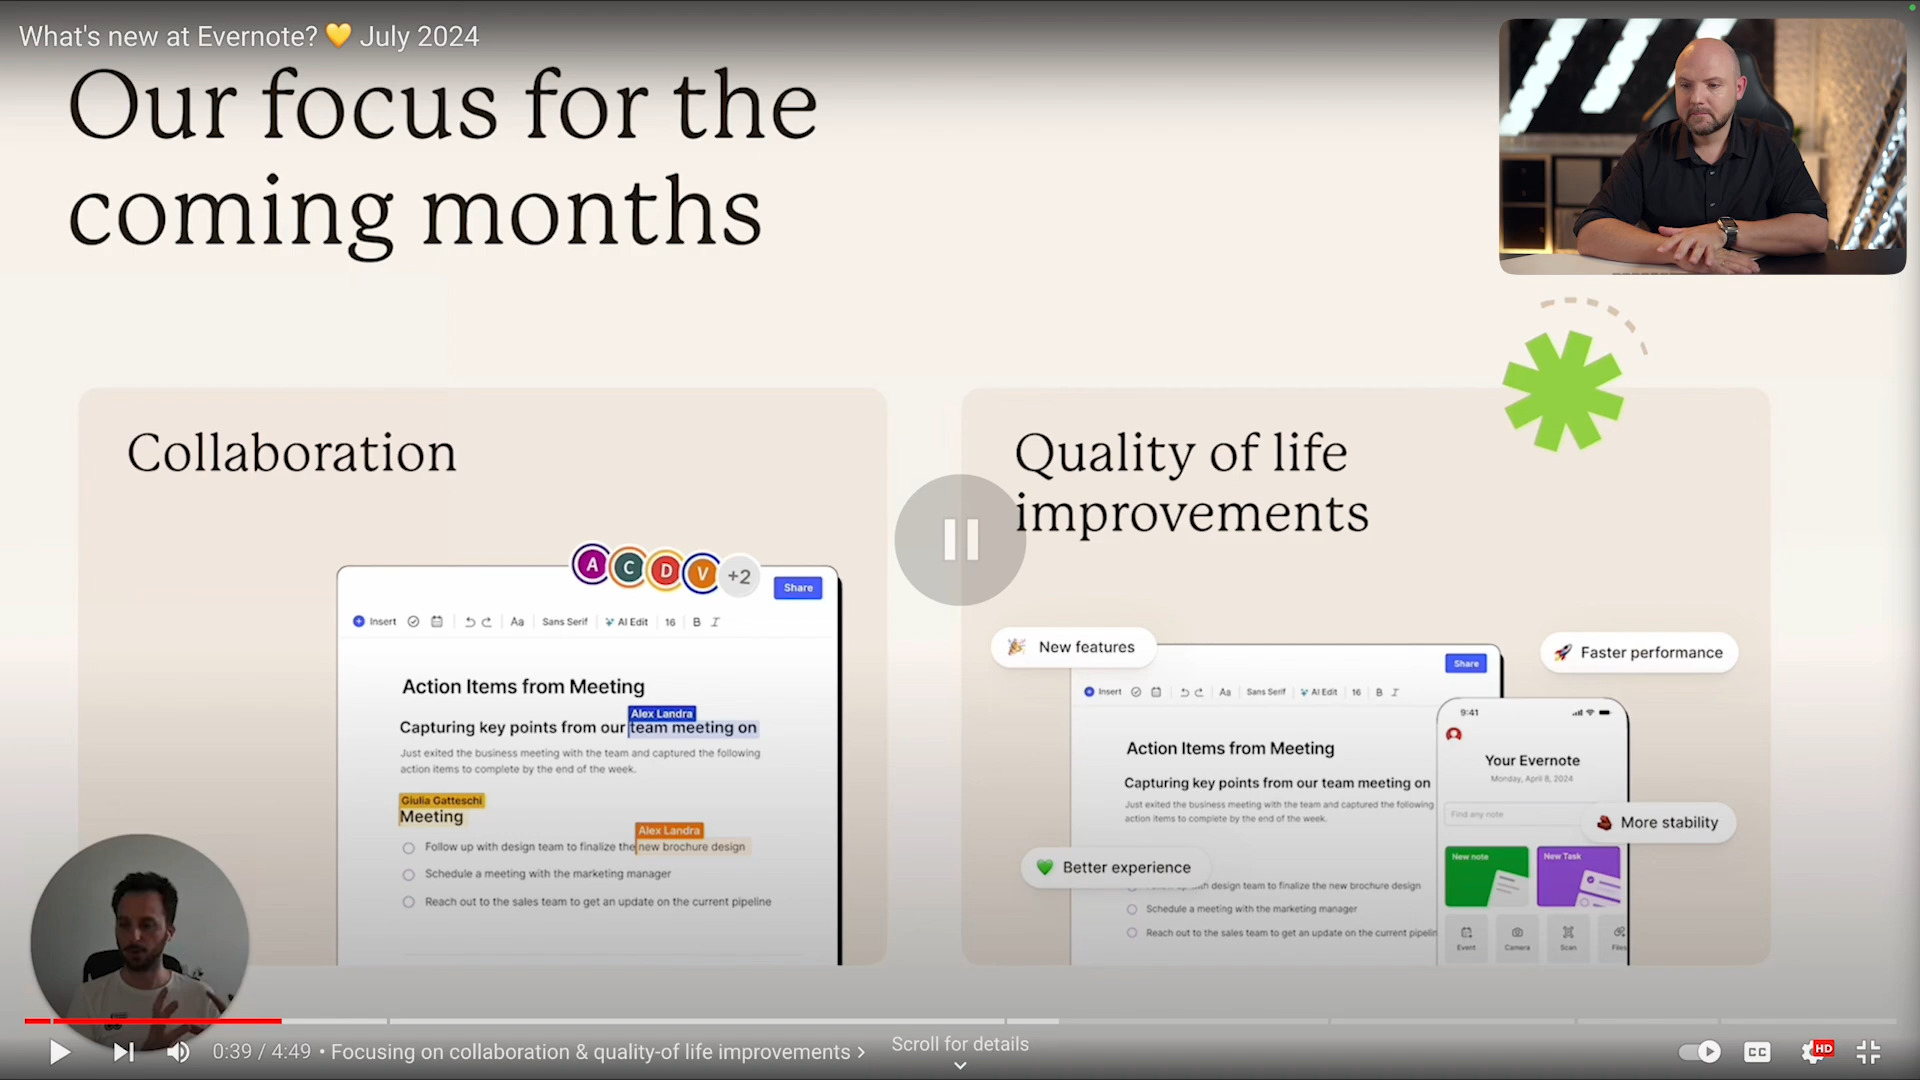 What's new at Evernote? 💛 July 2024
Our focus for the
coming months
Collaboration
A C D V +2
Share
Insert Aa Sans Serif AI Edit 16 B I
Action Items from Meeting
Alex Landra
Capturing key points from our team meeting on
Just exited the business meeting with the team and captured the following
action items to complete by the end of the week.
Giulia Gatteschi
Meeting
Alex Landra
Follow up with design team to finalize the new brochure design
Schedule a meeting with the marketing manager
Reach out to the sales team to get an update on the current pipeline
Quality of life
improvements
New features
Faster performance
Share
Insert Aa Sans Serif AI Edit 16 B I
Action Items from Meeting
Capturing key points from our team meeting on
Just exited the business meeting with the team and captured the following
action items to complete by the end of the week.
Better experience
design team to finalize the new brochure design
Schedule a meeting with the marketing manager
Reach out to the sales team to get an update on the current pipelin
9:41
Your Evernote
Monday, April 8, 2024
Find any note
More stability
New note
New Task
Event Camera Scan Files
0:39 / 4:49 • Focusing on collaboration & quality-of life improvements
Scroll for details
CC
HD